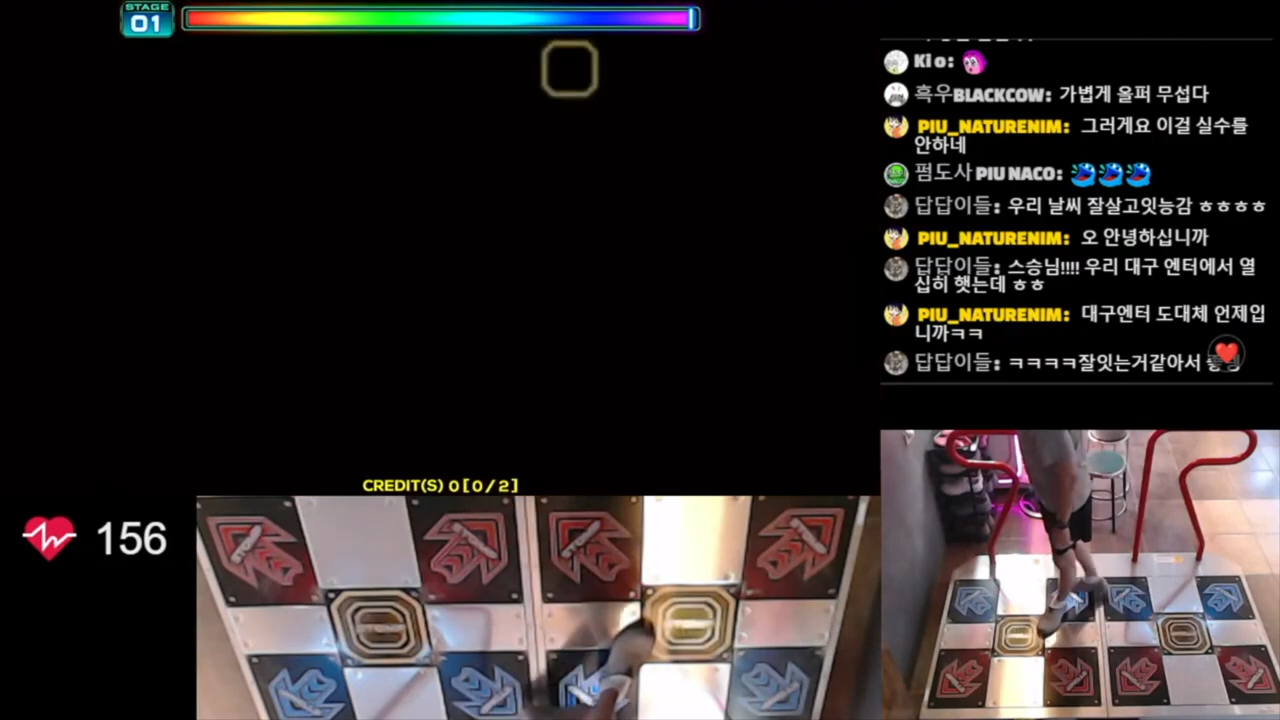 STAGE
01
Kio:
흑우BLACKCOW: 가볍게 올퍼 무섭다
PIU_NATURENIM: 그러게요 이걸 실수를
안하네
펌도사 PIU NACO:
답답이들: 우리 날씨 잘살고잇능감 ㅎㅎㅎㅎ
PIU_NATURENIM: 오 안녕하십니까
답답이들: 스승님!!!! 우리 대구 엔터에서 열
십히 햇는데 ㅎㅎ
PIU_NATURENIM: 대구엔터 도대체 언제입
니까ㅋㅋ
답답이들: ㅋㅋㅋㅋ잘잇는거같아서
CREDIT(S) 0[0/2]
156